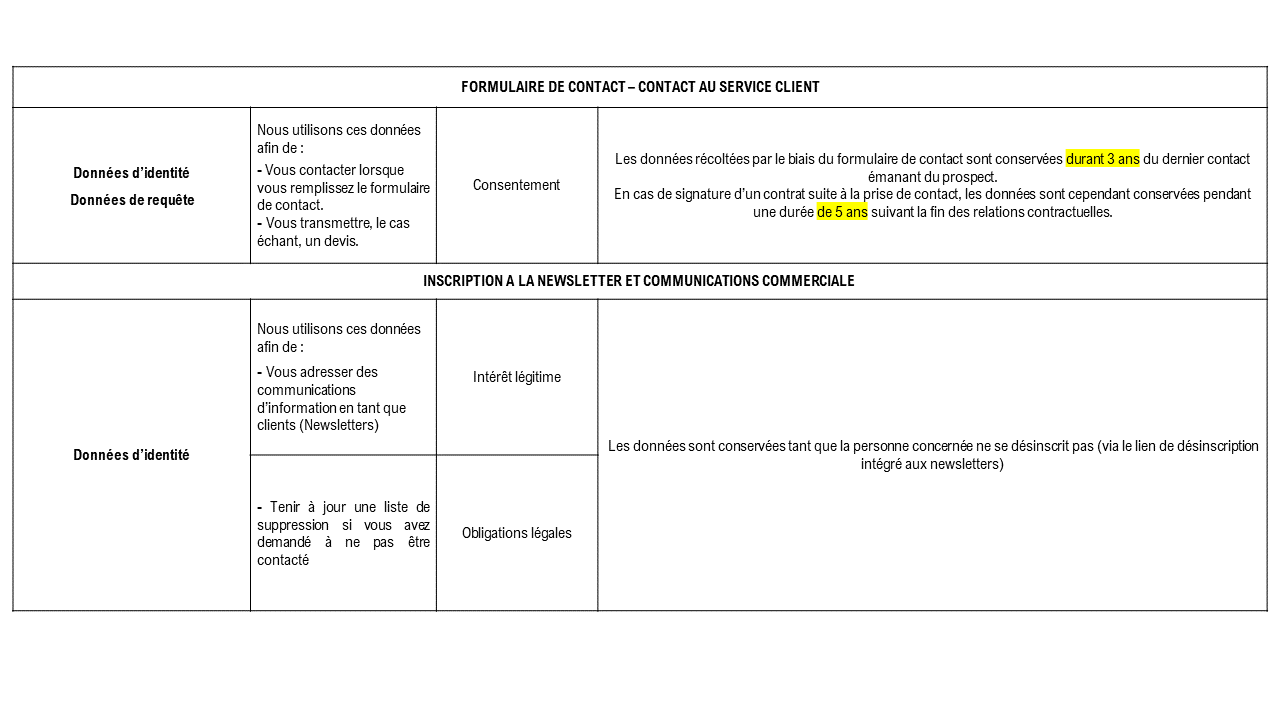 FORMULAIRE DE CONTACT – CONTACT AU SERVICE CLIENT
Données d’identité
Données de requête
Nous utilisons ces données
afin de :
- Vous contacter lorsque
vous remplissez le formulaire
de contact.
- Vous transmettre, le cas
échant, un devis.
Consentement
Les données récoltées par le biais du formulaire de contact sont conservées durant 3 ans du dernier contact
émanant du prospect.
En cas de signature d’un contrat suite à la prise de contact, les données sont cependant conservées pendant
une durée de 5 ans suivant la fin des relations contractuelles.
INSCRIPTION A LA NEWSLETTER ET COMMUNICATIONS COMMERCIALE
Données d’identité
Nous utilisons ces données
afin de :
- Vous adresser des
communications
d’information en tant que
clients (Newsletters)
Intérêt légitime
- Tenir à jour une liste de
suppression si vous avez
demandé à ne pas être
contacté
Obligations légales
Les données sont conservées tant que la personne concernée ne se désinscrit pas (via le lien de désinscription
intégré aux newsletters)